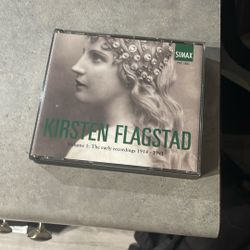 SIMAX
KIRSTEN FLAGSTAD
Volume 1: The early recordings 1914 - 1941